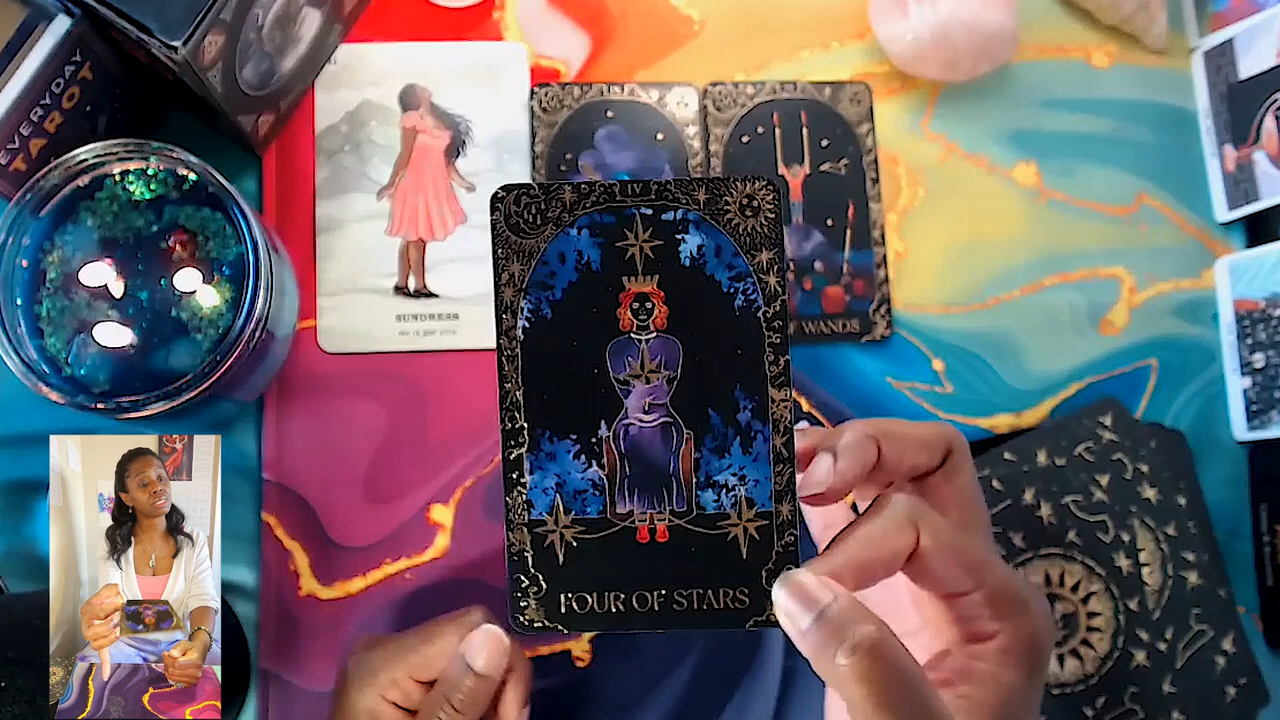 EVERYDAY
TAROT
SUNDRESS
IV
OF WANDS
FOUR OF STARS